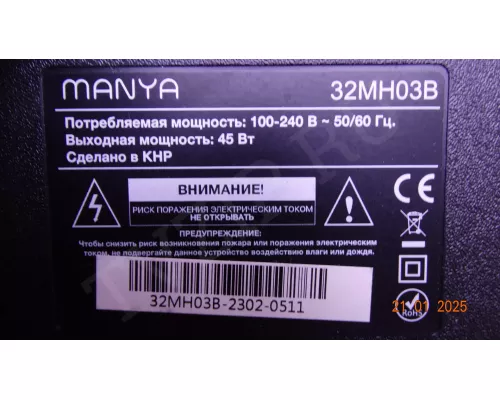 MANYA 32MH03B
Потребляемая мощность: 100-240 В ~ 50/60 Гц.
Выходная мощность: 45 Вт
Сделано в КНР
ВНИМАНИЕ!
РИСК ПОРАЖЕНИЯ ЭЛЕКТРИЧЕСКИМ ТОКОМ
НЕ ОТКРЫВАТЬ
ПРЕДУПРЕЖДЕНИЕ:
Чтобы снизить риск возникновения пожара или поражения электрическим
током, не подвергайте данное устройство воздействию влаги или дождя.
CE
32MH03B-2302-0511
RoHS
21 01 2025